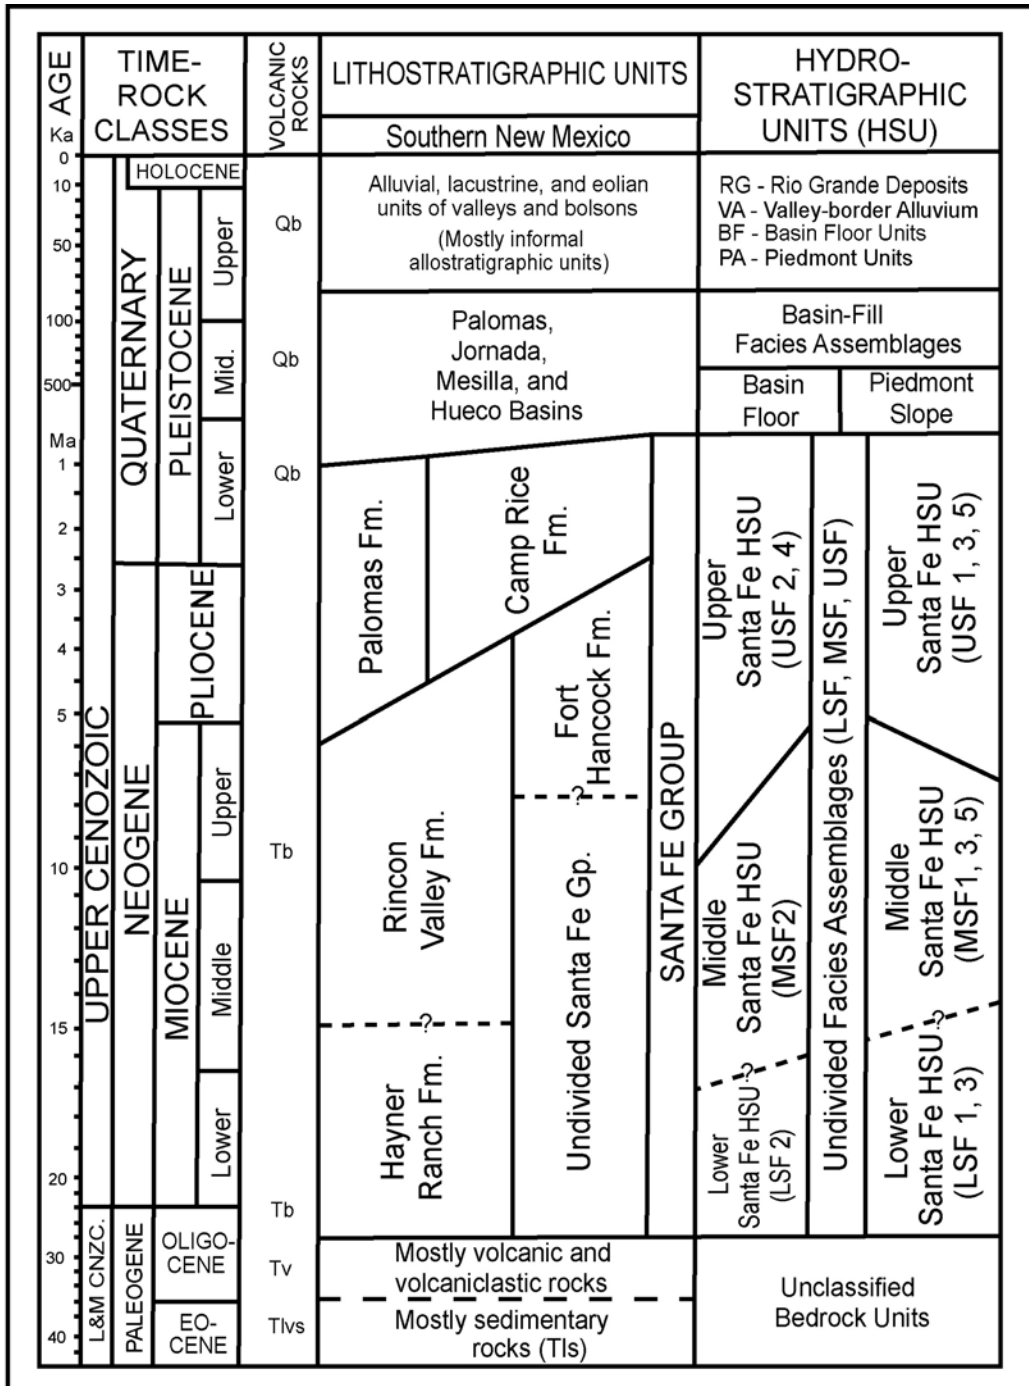 AGE
Ka
TIME-
ROCK
CLASSES
VOLCANIC
ROCKS
LITHOSTRATIGRAPHIC UNITS
Southern New Mexico
HYDRO-
STRATIGRAPHIC
UNITS (HSU)
0
10
50
100
500
Ma
1
2
3
4
5
10
15
20
30
40
UPPER CENOZOIC
L&M CNZC.
QUATERNARY
NEOGENE
PALEOGENE
HOLOCENE
PLEISTOCENE
Upper
Mid.
Lower
PLIOCENE
MIOCENE
Upper
Middle
Lower
OLIGO-
CENE
EO-
CENE
Qb
Qb
Qb
Tb
Tb
Tv
Tlvs
Alluvial, lacustrine, and eolian
units of valleys and bolsons
(Mostly informal
allostratigraphic units)
Palomas,
Jornada,
Mesilla, and
Hueco Basins
Palomas Fm.
Camp Rice
Fm.
Fort
Hancock Fm.
?
Rincon
Valley Fm.
?
Hayner
Ranch Fm.
Undivided Santa Fe Gp.
SANTA FE GROUP
Mostly volcanic and
volcaniclastic rocks
Mostly sedimentary
rocks (Tls)
RG - Rio Grande Deposits
VA - Valley-border Alluvium
BF - Basin Floor Units
PA - Piedmont Units
Basin-Fill
Facies Assemblages
Basin
Floor
Piedmont
Slope
Upper
Santa Fe HSU
(USF 2, 4)
Middle
Santa Fe HSU
(MSF2)
?
Lower
Santa Fe HSU
(LSF 2)
Undivided Facies Assemblages (LSF, MSF, USF)
Upper
Santa Fe HSU
(USF 1, 3, 5)
Middle
Santa Fe HSU
(MSF1, 3, 5)
?
Lower
Santa Fe HSU
(LSF 1, 3)
Unclassified
Bedrock Units